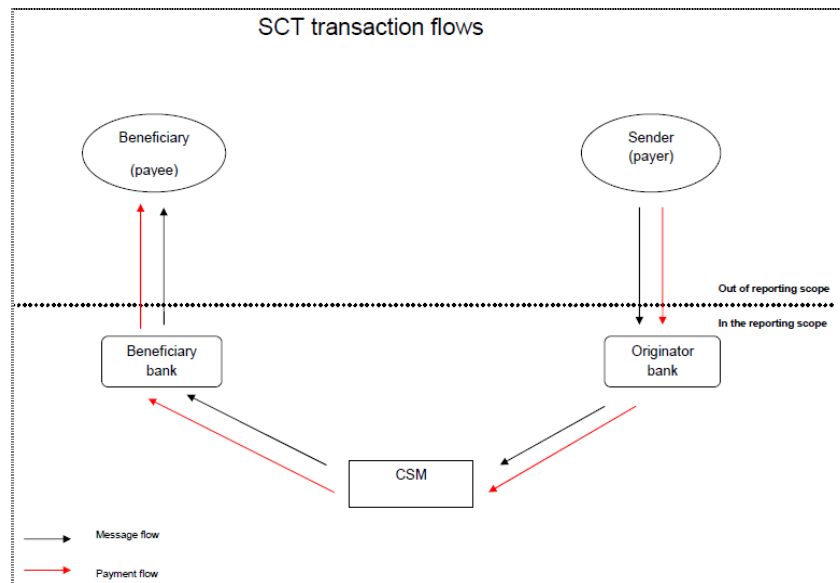 SCT transaction flows
Beneficiary
(payee)
Sender
(payer)
Out of reporting scope
In the reporting scope
Beneficiary
bank
Originator
bank
CSM
Message flow
Payment flow